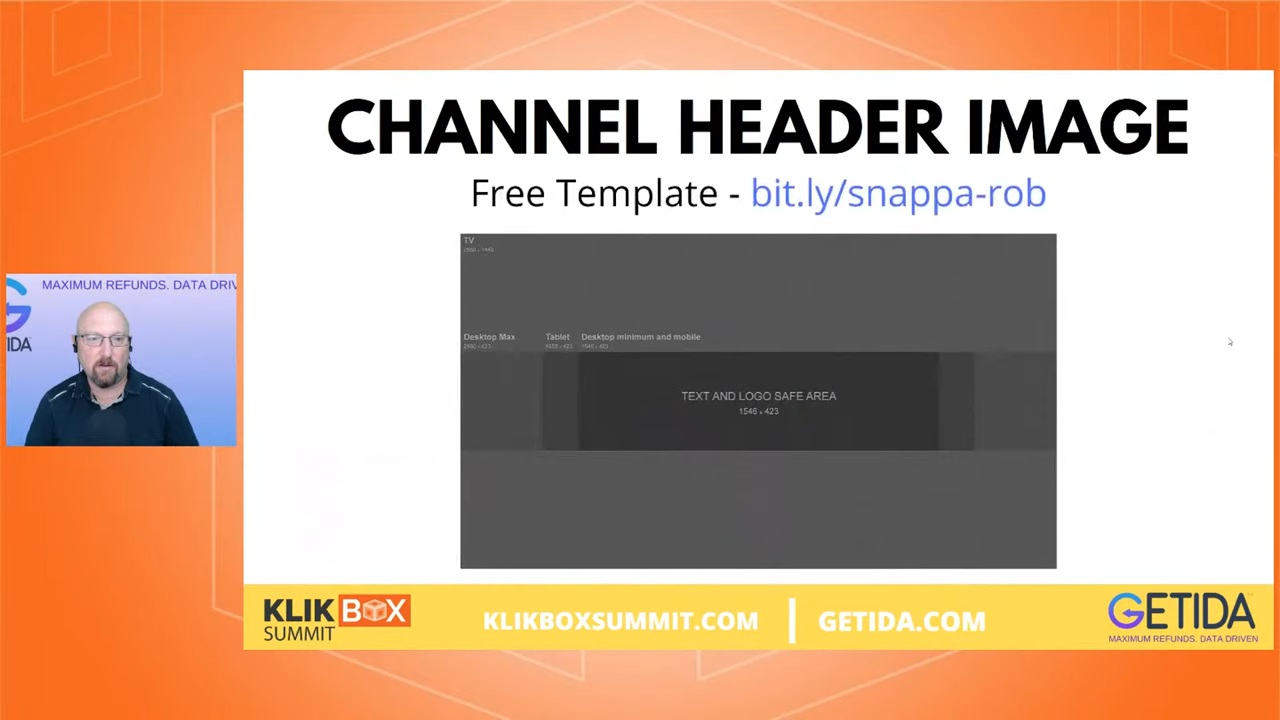 CHANNEL HEADER IMAGE
Free Template - bit.ly/snappa-rob
TV
Desktop Max
Tablet
Desktop minimum and mobile
TEXT AND LOGO SAFE AREA
1546 x 423
MAXIMUM REFUNDS. DATA DRIV
IDA
KLIKBOX
SUMMIT
KLIKBOXSUMMIT.COM | GETIDA.COM
GETIDA
MAXIMUM REFUNDS. DATA DRIVEN